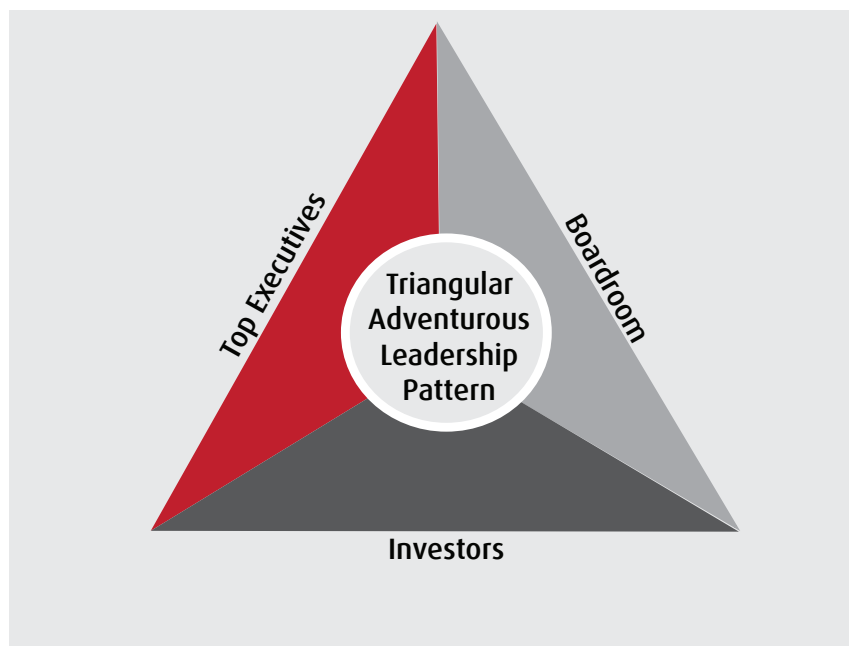 Top Executives
Boardroom
Triangular
Adventurous
Leadership
Pattern
Investors